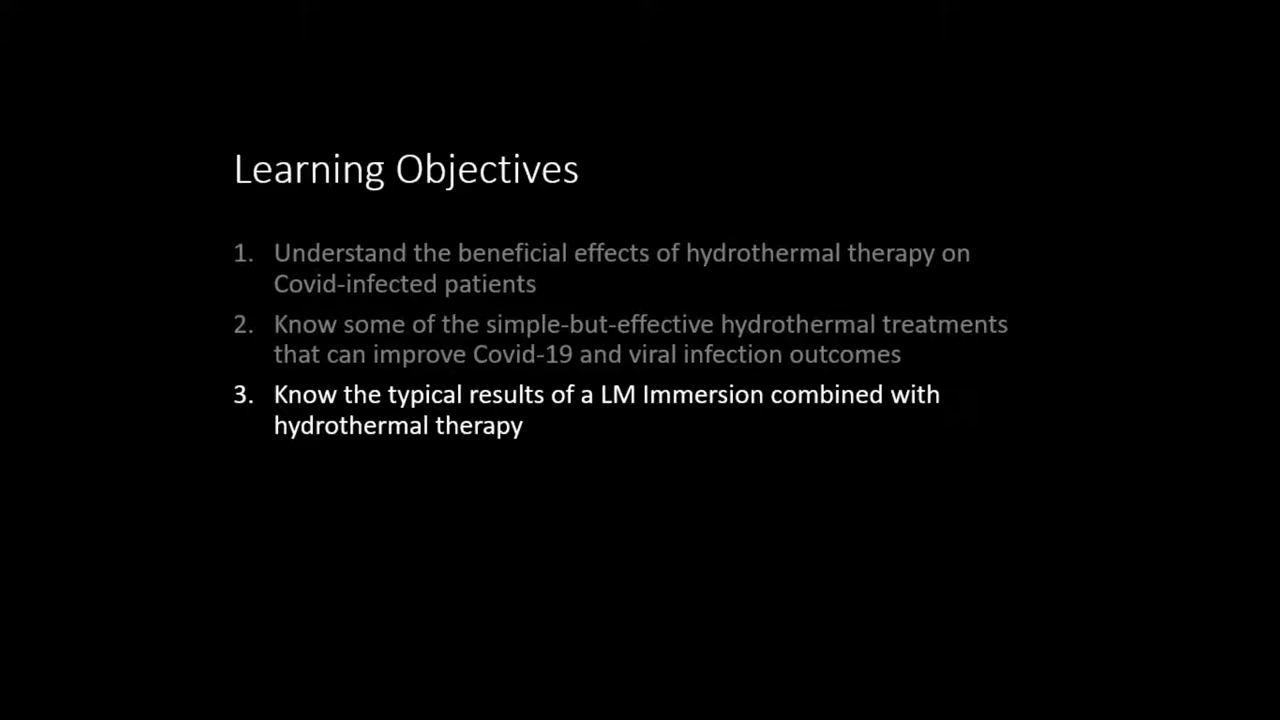 Learning Objectives
1. Understand the beneficial effects of hydrothermal therapy on
Covid-infected patients
2. Know some of the simple-but-effective hydrothermal treatments
that can improve Covid-19 and viral infection outcomes
3. Know the typical results of a LM Immersion combined with
hydrothermal therapy